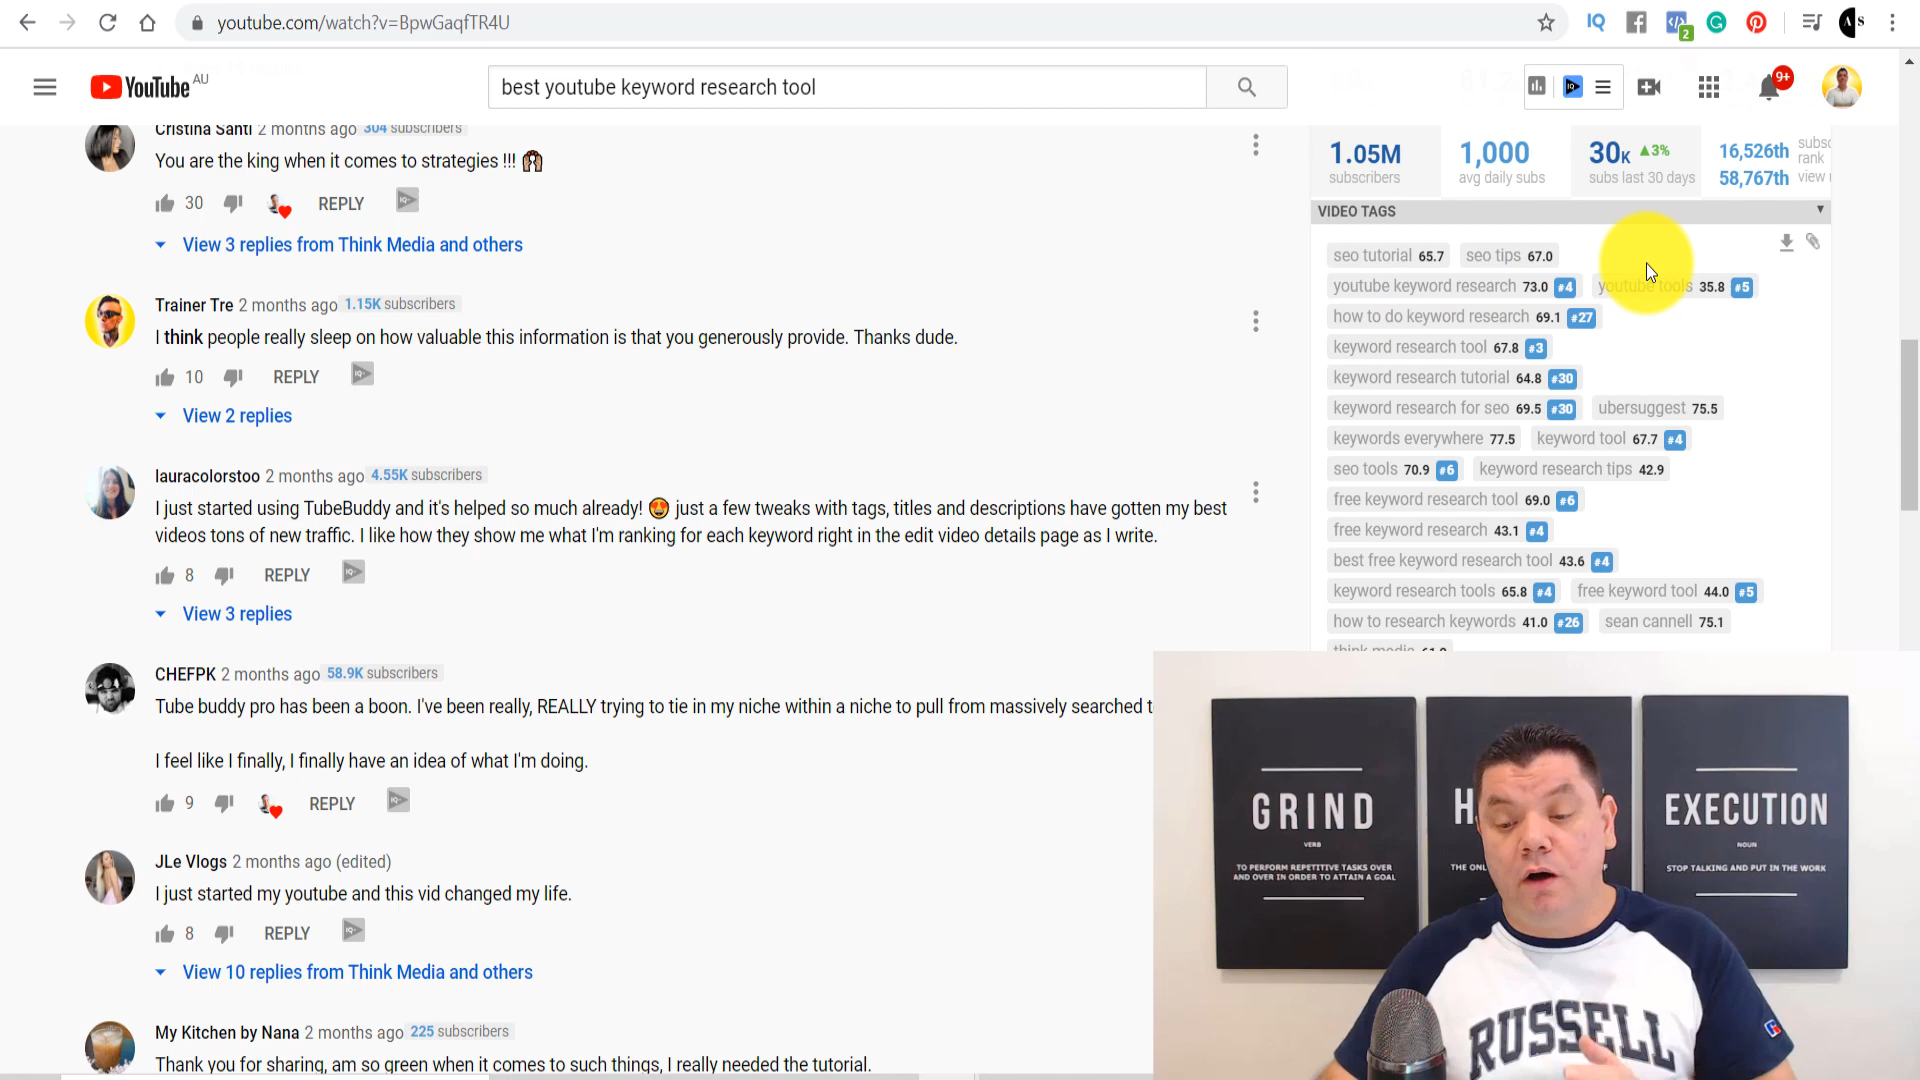 youtube.com/watch?v=BpwGaqfTR4U
2
YouTube AU
best youtube keyword research tool
9+
Cristina Santi 2 months ago 304 subscribers
You are the king when it comes to strategies !!!
30 REPLY
View 3 replies from Think Media and others
Trainer Tre 2 months ago 1.15K subscribers
I think people really sleep on how valuable this information is that you generously provide. Thanks dude.
10 REPLY
View 2 replies
lauracolorstoo 2 months ago 4.55K subscribers
I just started using TubeBuddy and it's helped so much already! just a few tweaks with tags, titles and descriptions have gotten my best
videos tons of new traffic. I like how they show me what I'm ranking for each keyword right in the edit video details page as I write.
8 REPLY
View 3 replies
CHEFPK 2 months ago 58.9K subscribers
Tube buddy pro has been a boon. I've been really, REALLY trying to tie in my niche within a niche to pull from massively searched
I feel like I finally, I finally have an idea of what I'm doing.
9 REPLY
JLe Vlogs 2 months ago (edited)
I just started my youtube and this vid changed my life.
8 REPLY
View 10 replies from Think Media and others
My Kitchen by Nana 2 months ago 225 subscribers
Thank you for sharing, am so green when it comes to such things, I really needed the tutorial.
1.05M subscribers
1,000 avg daily subs
30K ▲3% subs last 30 days
16,526th rank
58,767th view
VIDEO TAGS
seo tutorial 65.7 seo tips 67.0
youtube keyword research 73.0 #4 youtube tools 35.8 #5
how to do keyword research 69.1 #27
keyword research tool 67.8 #3
keyword research tutorial 64.8 #30
keyword research for seo 69.5 #30 ubersuggest 75.5
keywords everywhere 77.5 keyword tool 67.7 #4
seo tools 70.9 #6 keyword research tips 42.9
free keyword research tool 69.0 #6
free keyword research 43.1 #4
best free keyword research tool 43.6 #4
keyword research tools 65.8 #4 free keyword tool 44.0 #5
how to research keywords 41.0 #26 sean cannell 75.1
think media
GRIND
VERB
TO PERFORM REPETITIVE TASKS OVER
AND OVER IN ORDER TO ATTAIN A GOAL
EXECUTION
NOUN
STOP TALKING AND PUT IN THE WORK
RUSSELL